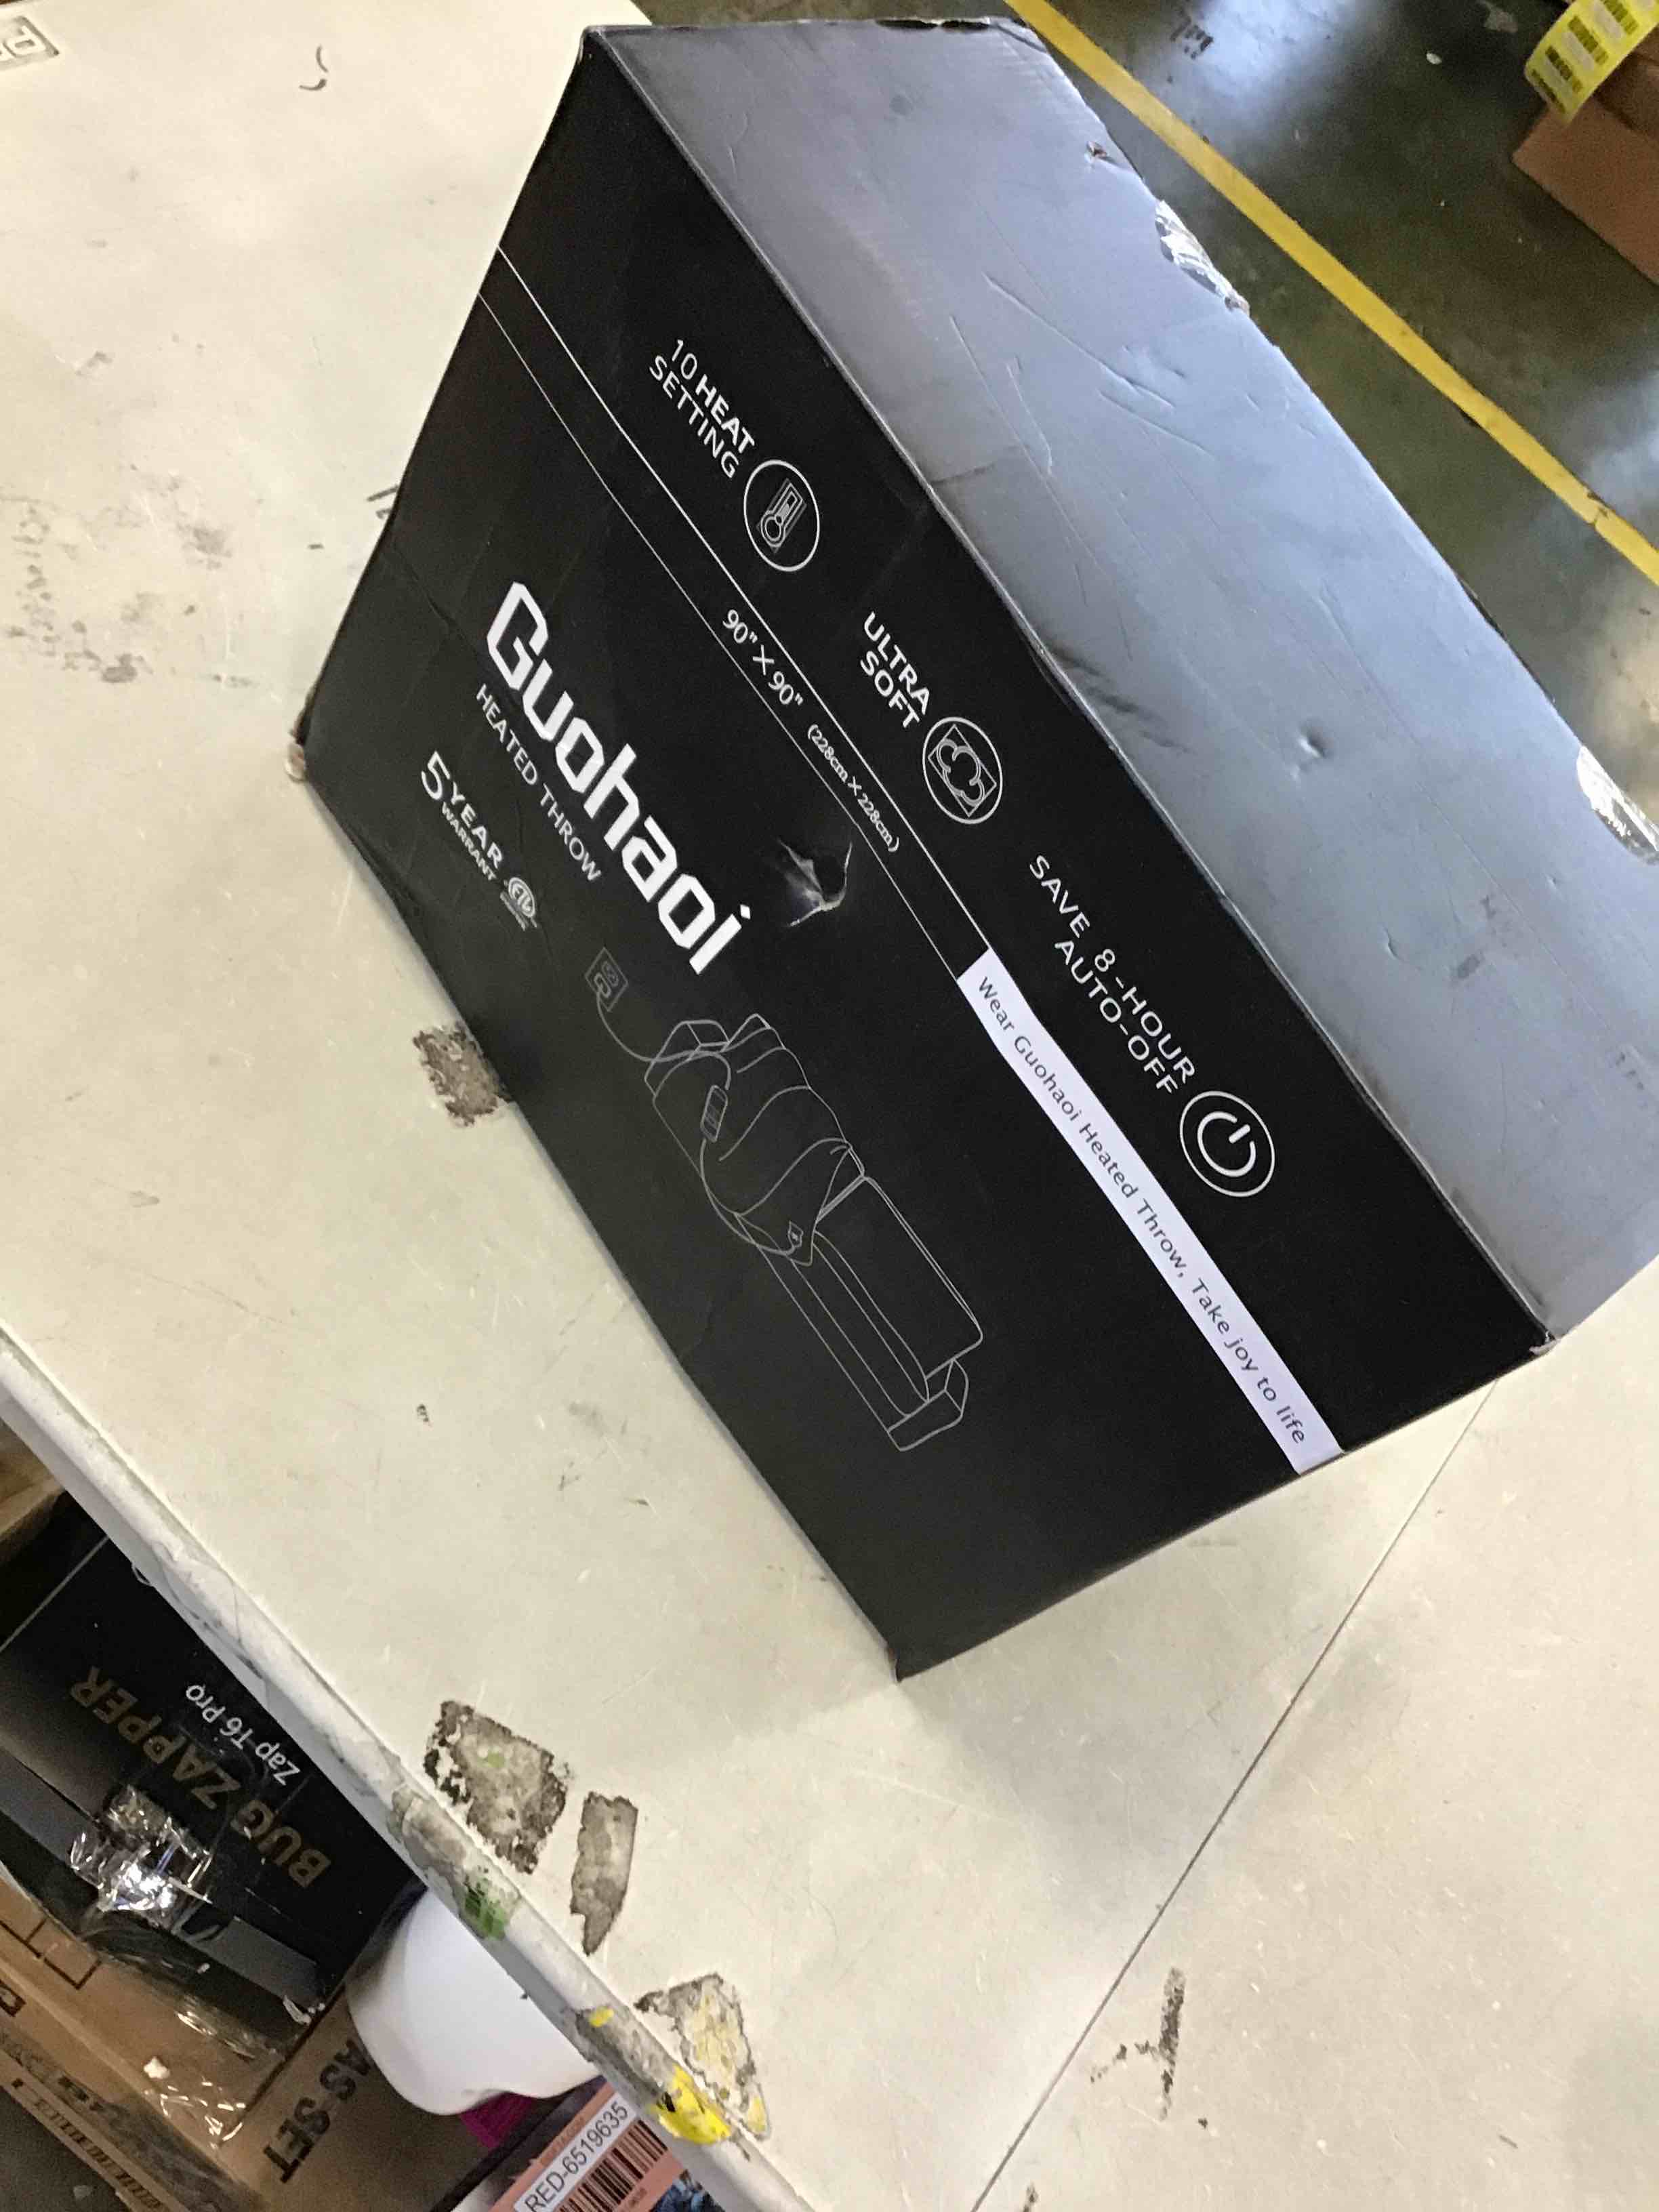 10 HEAT
SETTING
ULTRA
SOFT
SAVE 8-HOUR
AUTO-OFF
90" X 90" (228cm X 228cm)
Wear Guohaoi Heated Throw, Take joy to life
Guohaoi
HEATED THROW
5 YEAR
WARRANT
BUG ZAPPER
Zap T6 Pro
AS SET
RED-6519635